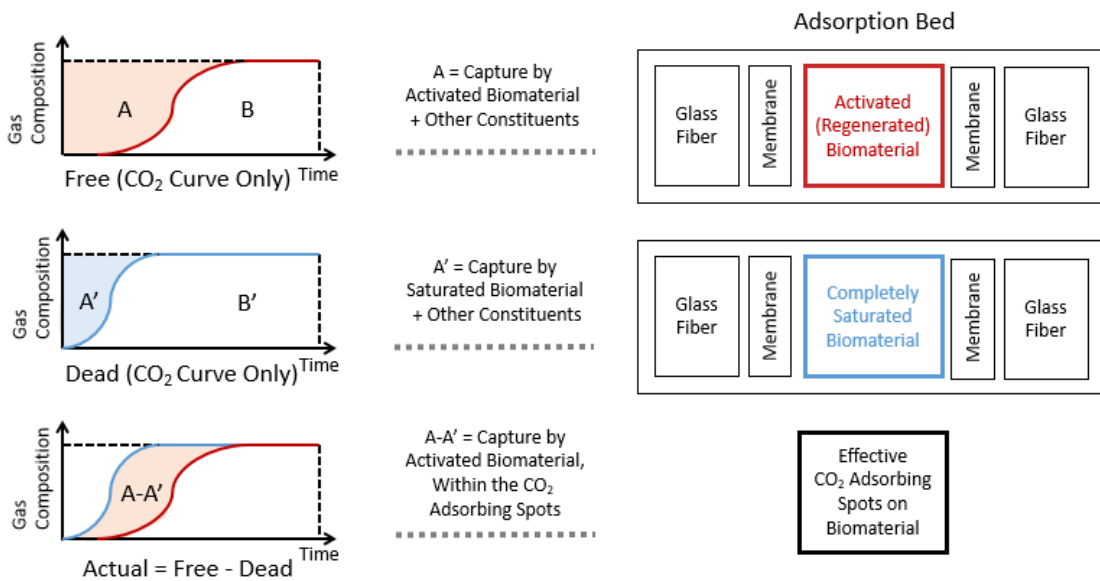 Adsorption Bed
Gas
Composition
A
B
Time
Free (CO₂ Curve Only)
A = Capture by
Activated Biomaterial
+ Other Constituents
Glass
Fiber
Membrane
Activated
(Regenerated)
Biomaterial
Membrane
Glass
Fiber
Gas
Composition
A’
B’
Time
Dead (CO₂ Curve Only)
A’ = Capture by
Saturated Biomaterial
+ Other Constituents
Glass
Fiber
Membrane
Completely
Saturated
Biomaterial
Membrane
Glass
Fiber
Gas
Composition
A-A’
Time
Actual = Free - Dead
A-A’ = Capture by
Activated Biomaterial,
Within the CO₂
Adsorbing Spots
Effective
CO₂ Adsorbing
Spots on
Biomaterial